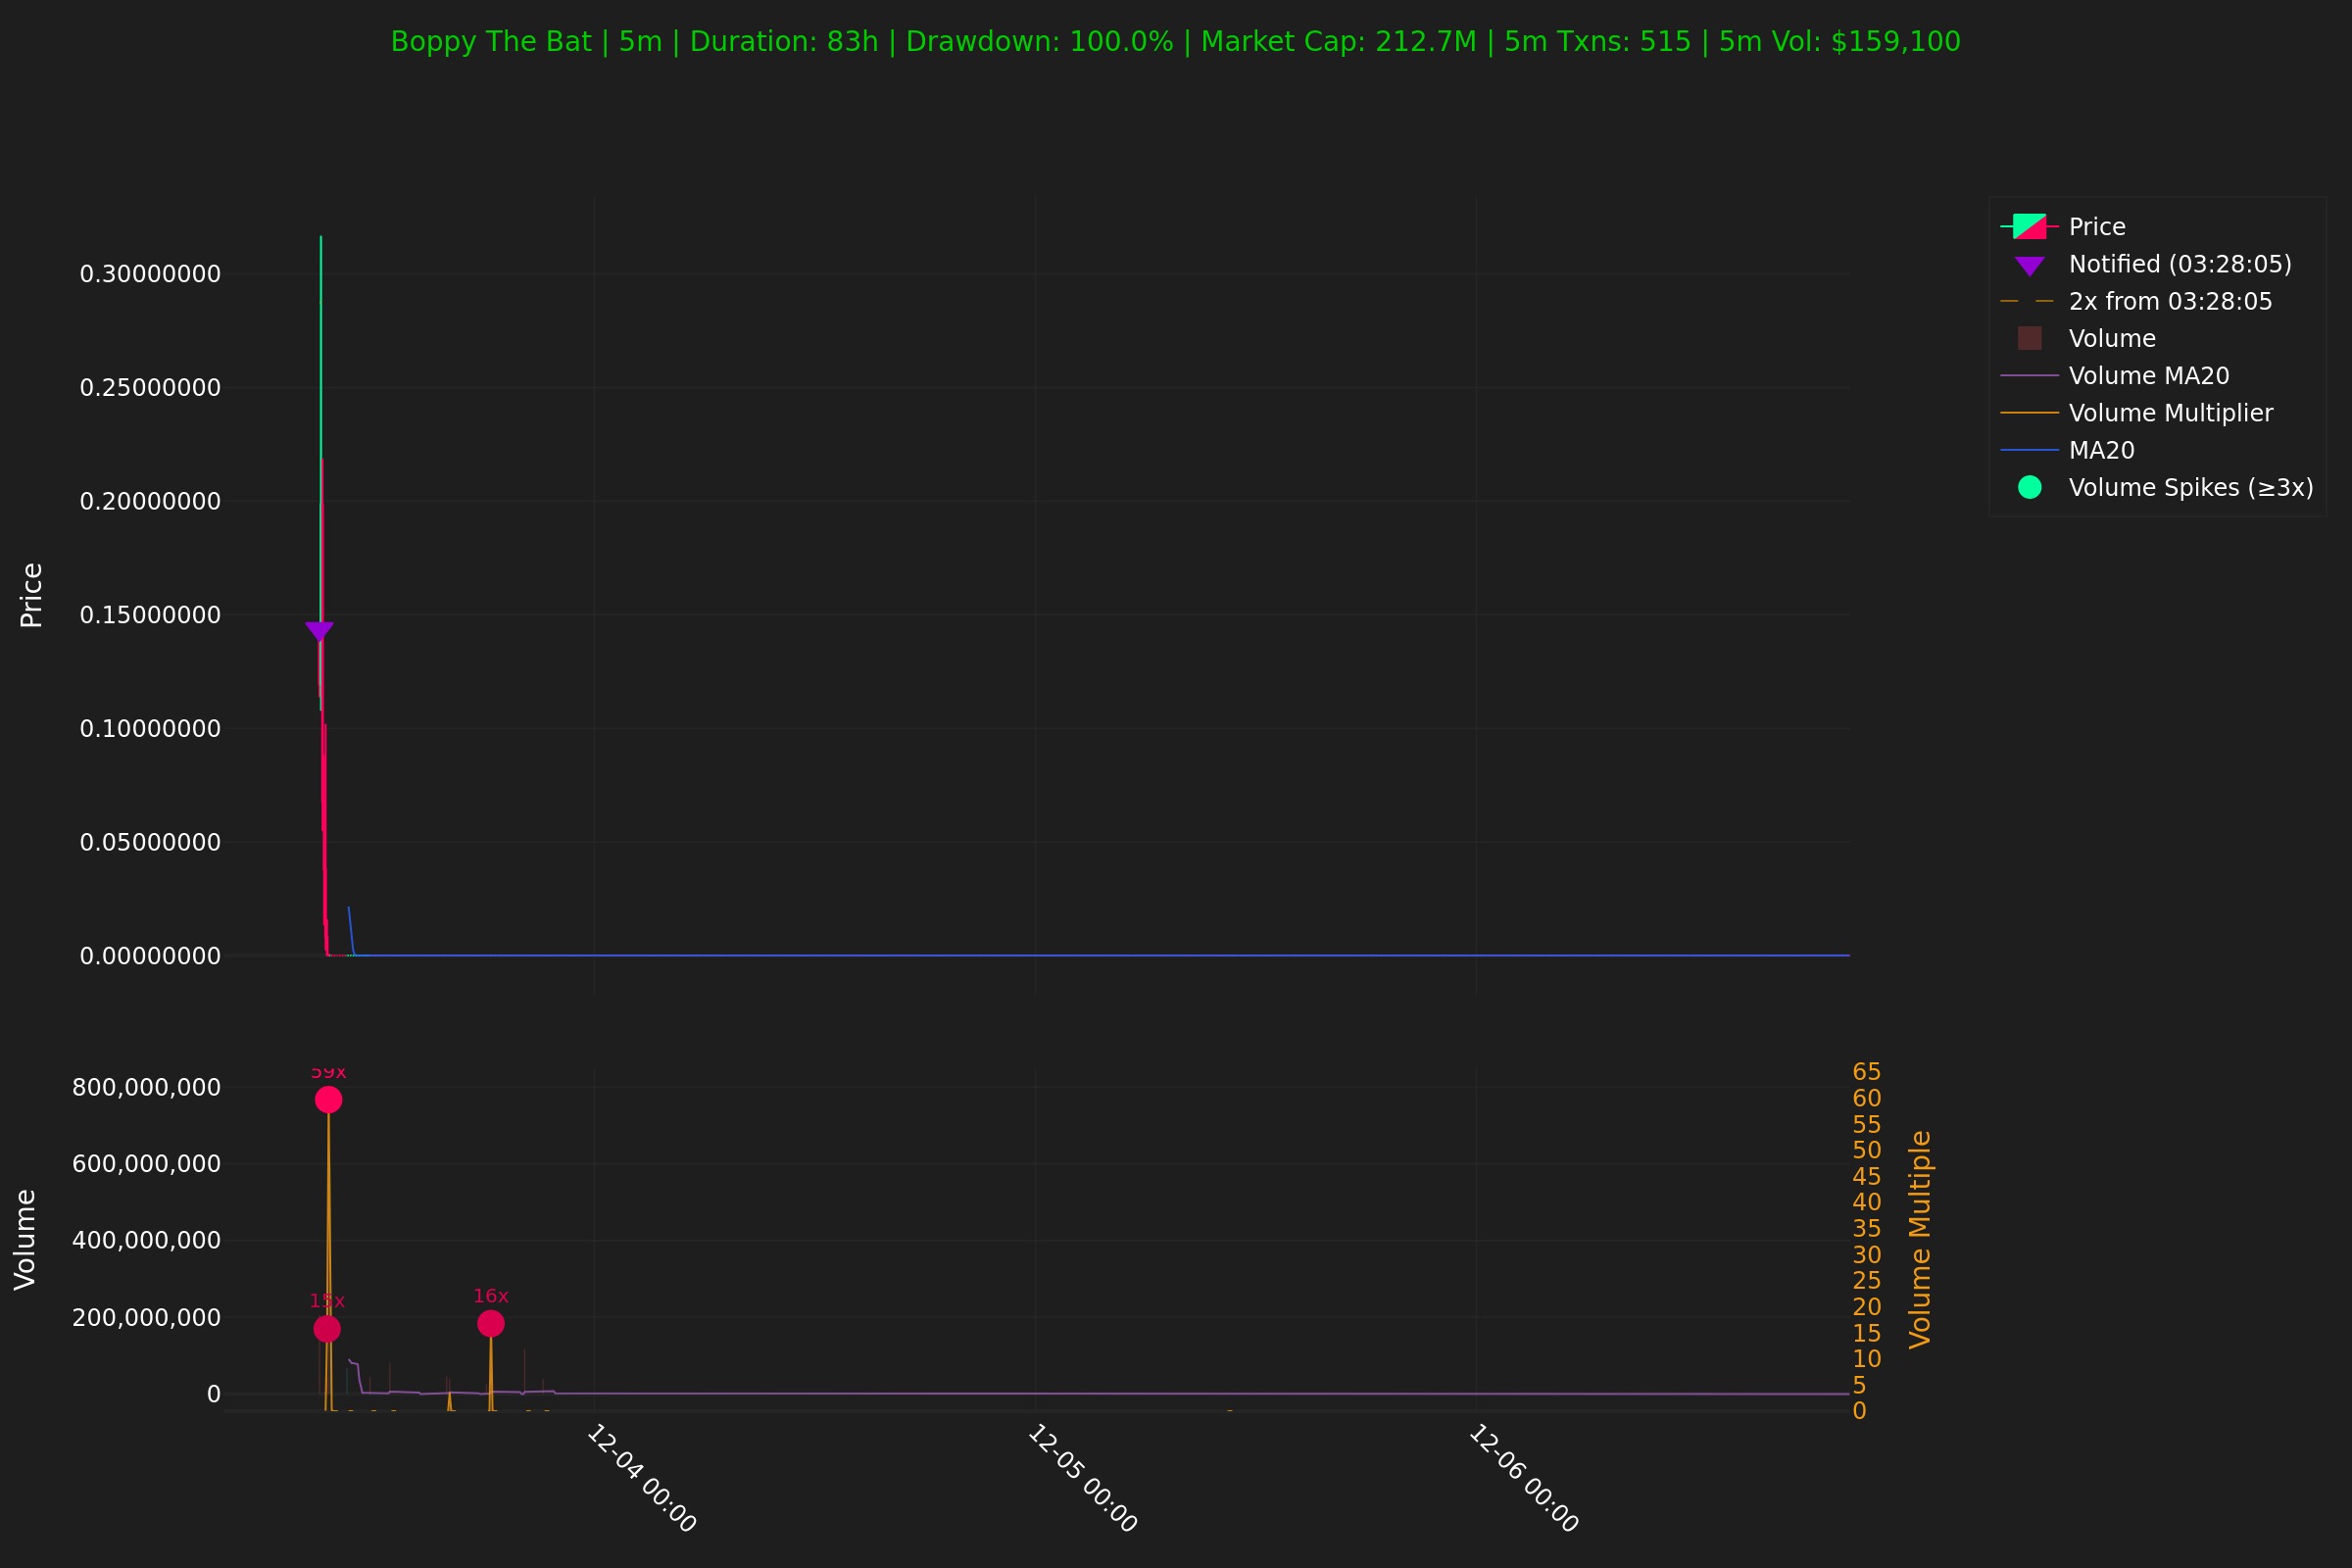 Boppy The Bat | 5m | Duration: 83h | Drawdown: 100.0% | Market Cap: 212.7M | 5m Txns: 515 | 5m Vol: $159,100
Price
0.30000000
0.25000000
0.20000000
0.15000000
0.10000000
0.05000000
0.00000000
Price
Notified (03:28:05)
2x from 03:28:05
Volume
Volume MA20
Volume Multiplier
MA20
Volume Spikes (≥3x)
Volume
800,000,000
600,000,000
400,000,000
200,000,000
0
59x
15x
16x
65
60
55
50
45
40
35
30
25
20
15
10
5
0
Volume Multiple
12-04 00:00
12-05 00:00
12-06 00:00